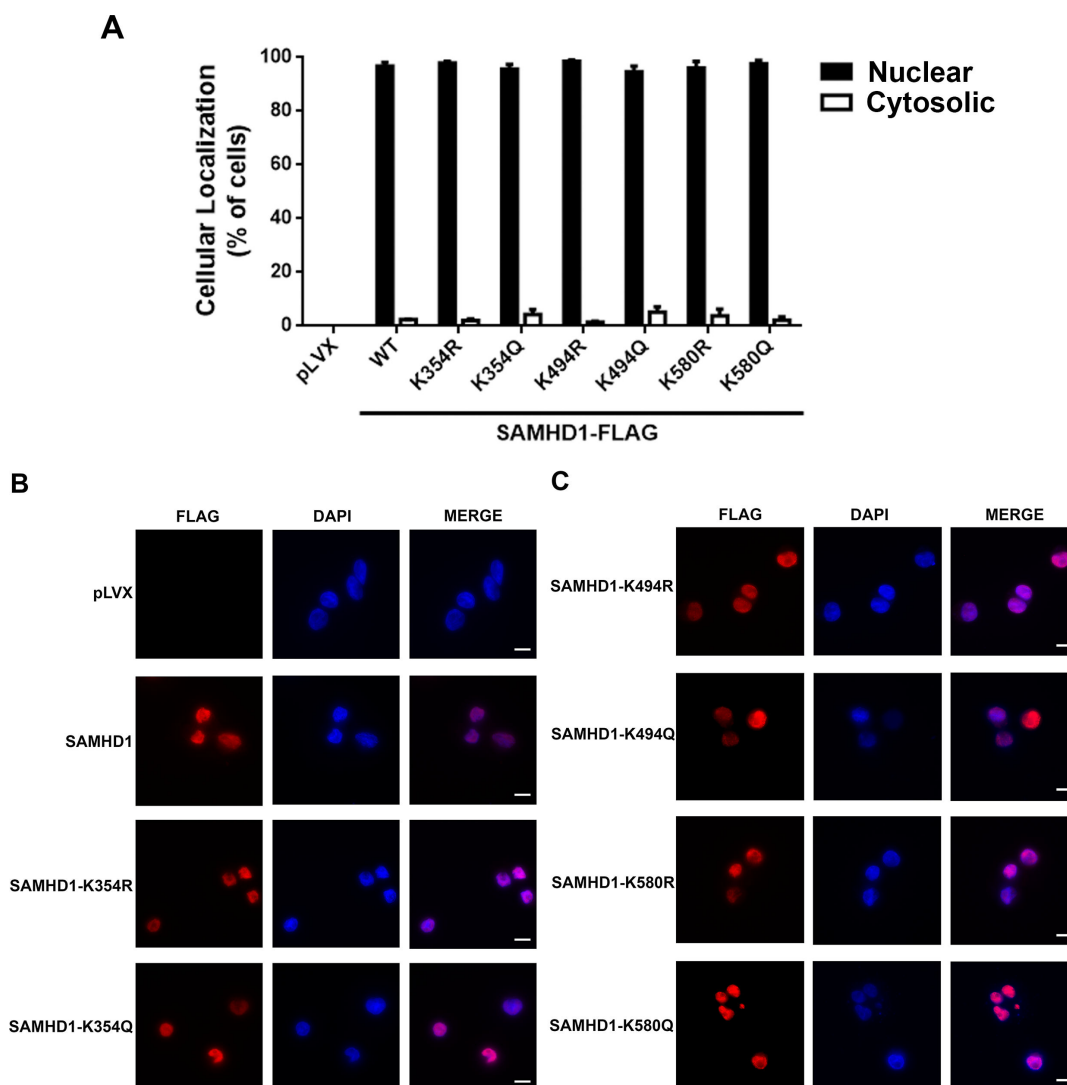 A
Cellular Localization
(% of cells)
100
80
60
40
20
0
pLVX
WT
K354R
K354Q
K494R
K494Q
K580R
K580Q
SAMHD1-FLAG
Nuclear
Cytosolic
B
FLAG DAPI MERGE
pLVX
SAMHD1
SAMHD1-K354R
SAMHD1-K354Q
C
FLAG DAPI MERGE
SAMHD1-K494R
SAMHD1-K494Q
SAMHD1-K580R
SAMHD1-K580Q